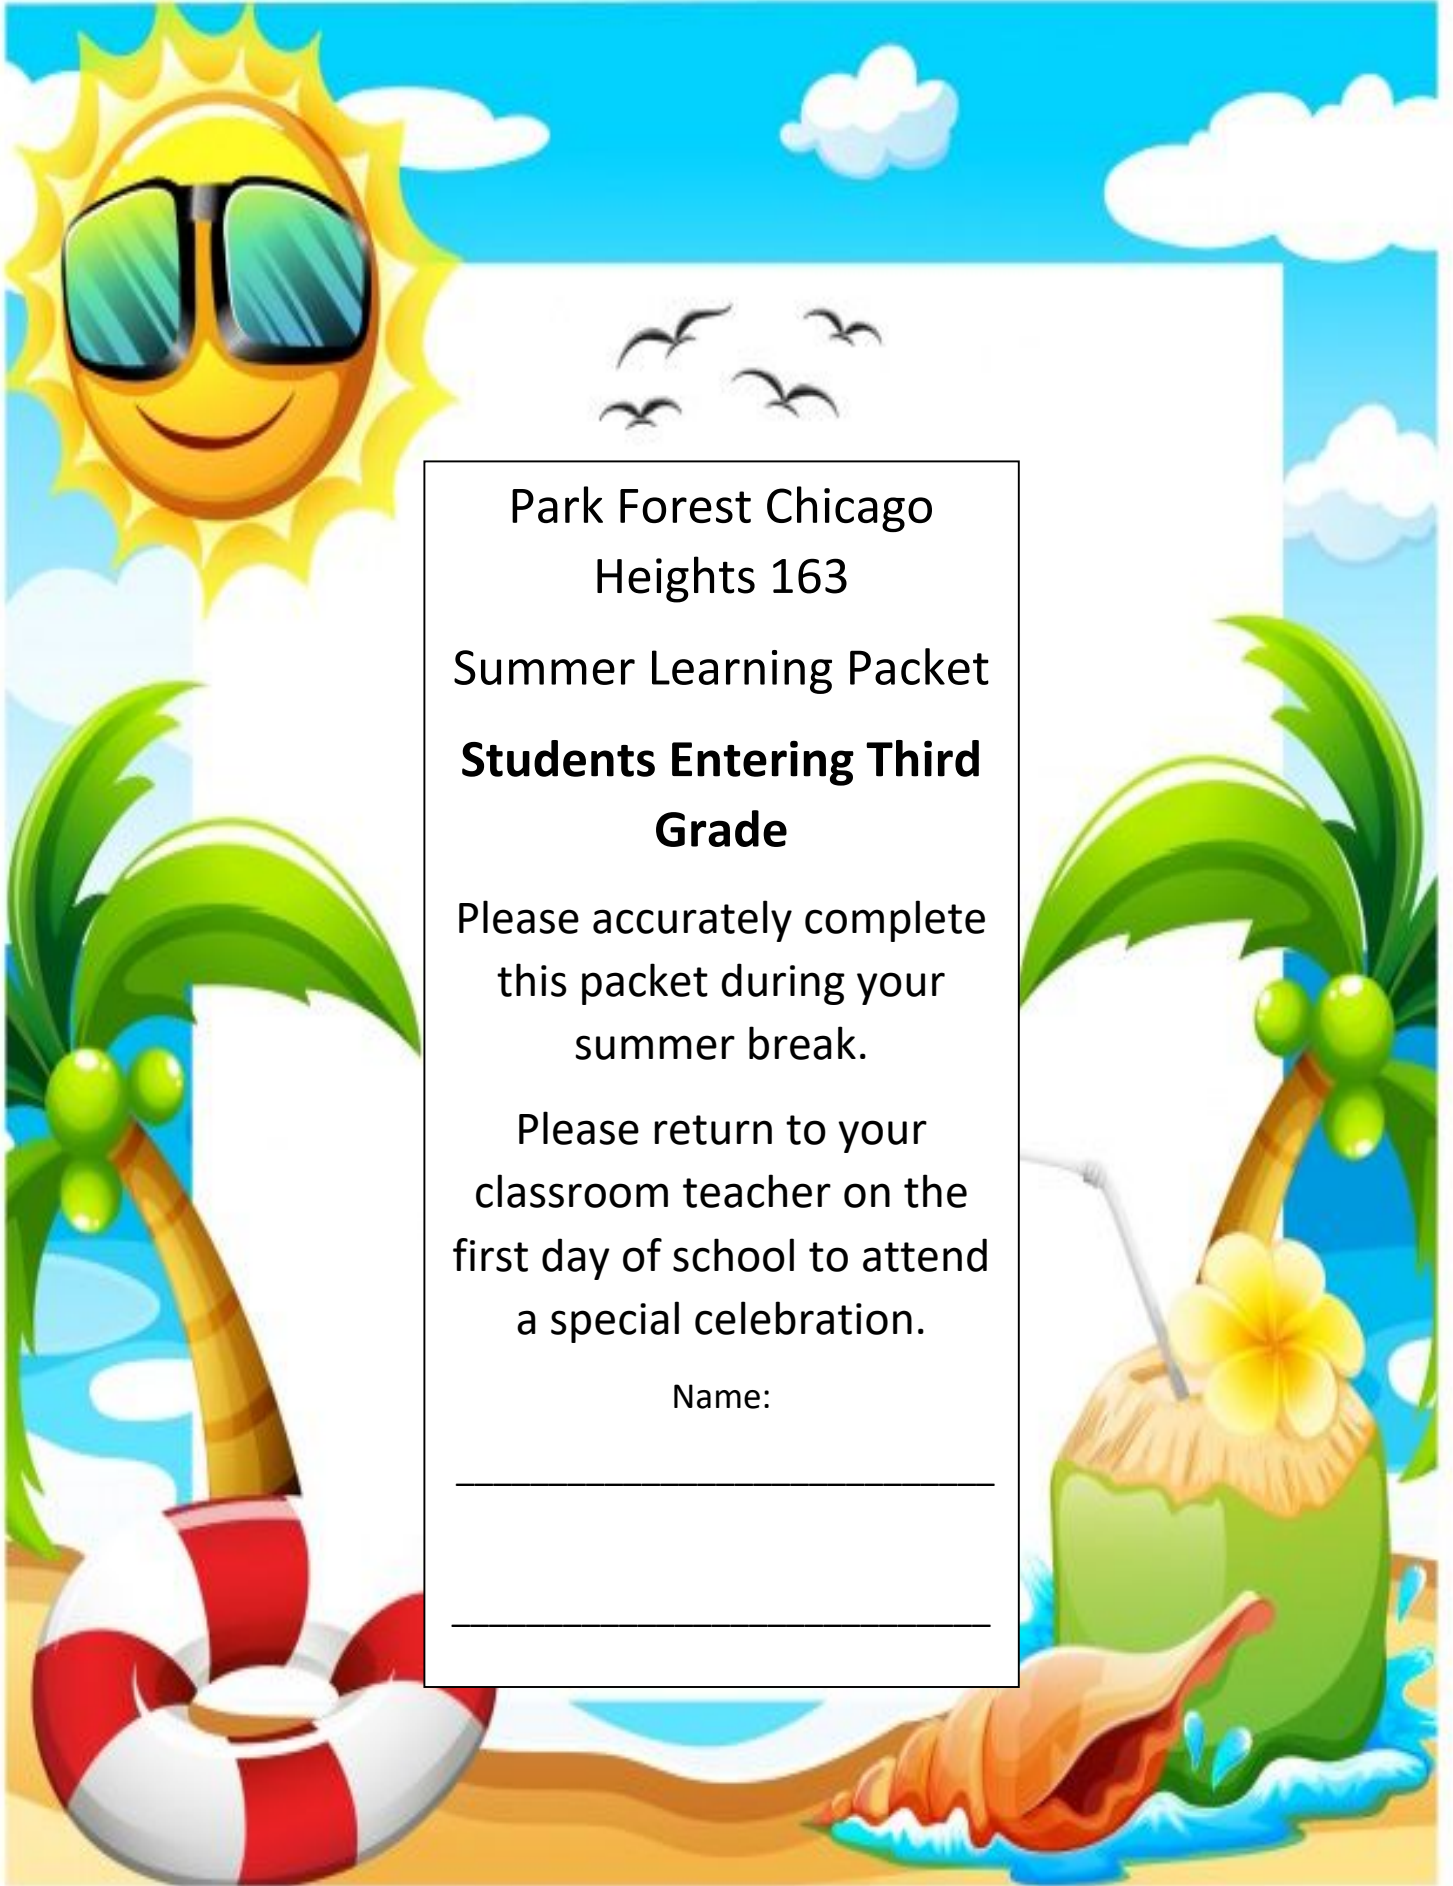 Park Forest Chicago
Heights 163
Summer Learning Packet
Students Entering Third
Grade
Please accurately complete
this packet during your
summer break.
Please return to your
classroom teacher on the
first day of school to attend
a special celebration.
Name: